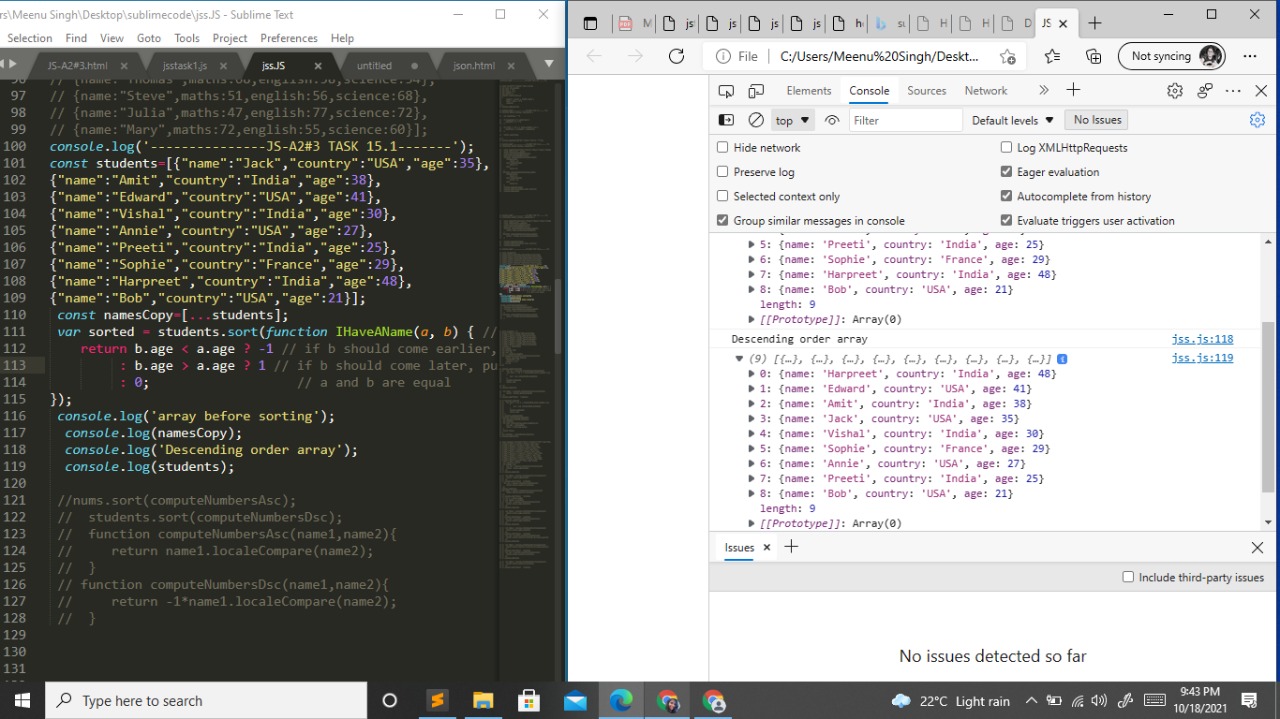 rs\Meenu Singh\Desktop\sublimecode\jss.JS - Sublime Text
Selection Find View Goto Tools Project Preferences Help
JS-A2#3.html jsstask1.js jss.JS untitled json.html
96 // {name:"Thomas",maths:66,english:56,science:54},
97 // {name:"Steve",maths:51,english:56,science:68},
98 // {name:"Julia",maths:47,english:77,science:72},
99 // {name:"Mary",maths:72,english:55,science:60}];
100 console.log('--------------JS-A2#3 TASK 15.1-------');
101 const students=[{"name":"Jack","country":"USA","age":35},
102 {"name":"Amit","country":"India","age":38},
103 {"name":"Edward","country":"USA","age":41},
104 {"name":"Vishal","country":"India","age":30},
105 {"name":"Annie","country":"USA","age":27},
106 {"name":"Preeti","country":"India","age":25},
107 {"name":"Sophie","country":"France","age":29},
108 {"name":"Harpreet","country":"India","age":48},
109 {"name":"Bob","country":"USA","age":21}];
110 const namesCopy=[...students];
111 var sorted = students.sort(function IHaveAName(a, b) { //
112 return b.age < a.age ? -1 // if b should come earlier,
113 : b.age > a.age ? 1 // if b should come later, pu
114 : 0; // a and b are equal
115 });
116 console.log('array before sorting');
117 console.log(namesCopy);
118 console.log('Descending order array');
119 console.log(students);
120
121 //nums.sort(computeNumbersAsc);
122 // students.sort(computeNumbersDsc);
123 // function computeNumbersAsc(name1,name2){
124 // return name1.localeCompare(name2);
125 // }
126 // function computeNumbersDsc(name1,name2){
127 // return -1*name1.localeCompare(name2);
128 // }
129
130
131
JS
File C:/Users/Meenu%20Singh/Deskt... Not syncing
Elements Console Sources Network
Filter Default levels No Issues
Hide network Log XMLHttpRequests
Preserve log Eager evaluation
Selected context only Autocomplete from history
Group similar messages in console Evaluate triggers user activation
5: {name: 'Preeti', country: 'India', age: 25}
6: {name: 'Sophie', country: 'France', age: 29}
7: {name: 'Harpreet', country: 'India', age: 48}
8: {name: 'Bob', country: 'USA', age: 21}
length: 9
[[Prototype]]: Array(0)
Descending order array jss.js:118
(9) [{…}, {…}, {…}, {…}, {…}, {…}, {…}, {…}, {…}] jss.js:119
0: {name: 'Harpreet', country: 'India', age: 48}
1: {name: 'Edward', country: 'USA', age: 41}
2: {name: 'Amit', country: 'India', age: 38}
3: {name: 'Jack', country: 'USA', age: 35}
4: {name: 'Vishal', country: 'India', age: 30}
5: {name: 'Sophie', country: 'France', age: 29}
6: {name: 'Annie', country: 'USA', age: 27}
7: {name: 'Preeti', country: 'India', age: 25}
8: {name: 'Bob', country: 'USA', age: 21}
length: 9
[[Prototype]]: Array(0)
Issues
Include third-party issues
No issues detected so far
Type here to search
22°C Light rain
9:43 PM
10/18/2021